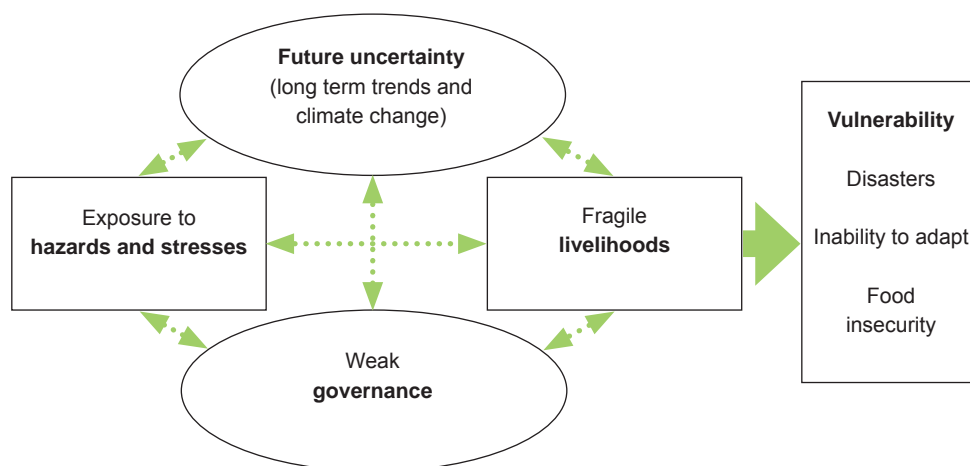 Future uncertainty
(long term trends and
climate change)
Exposure to
hazards and stresses
Fragile
livelihoods
Weak
governance
Vulnerability
Disasters
Inability to adapt
Food
insecurity